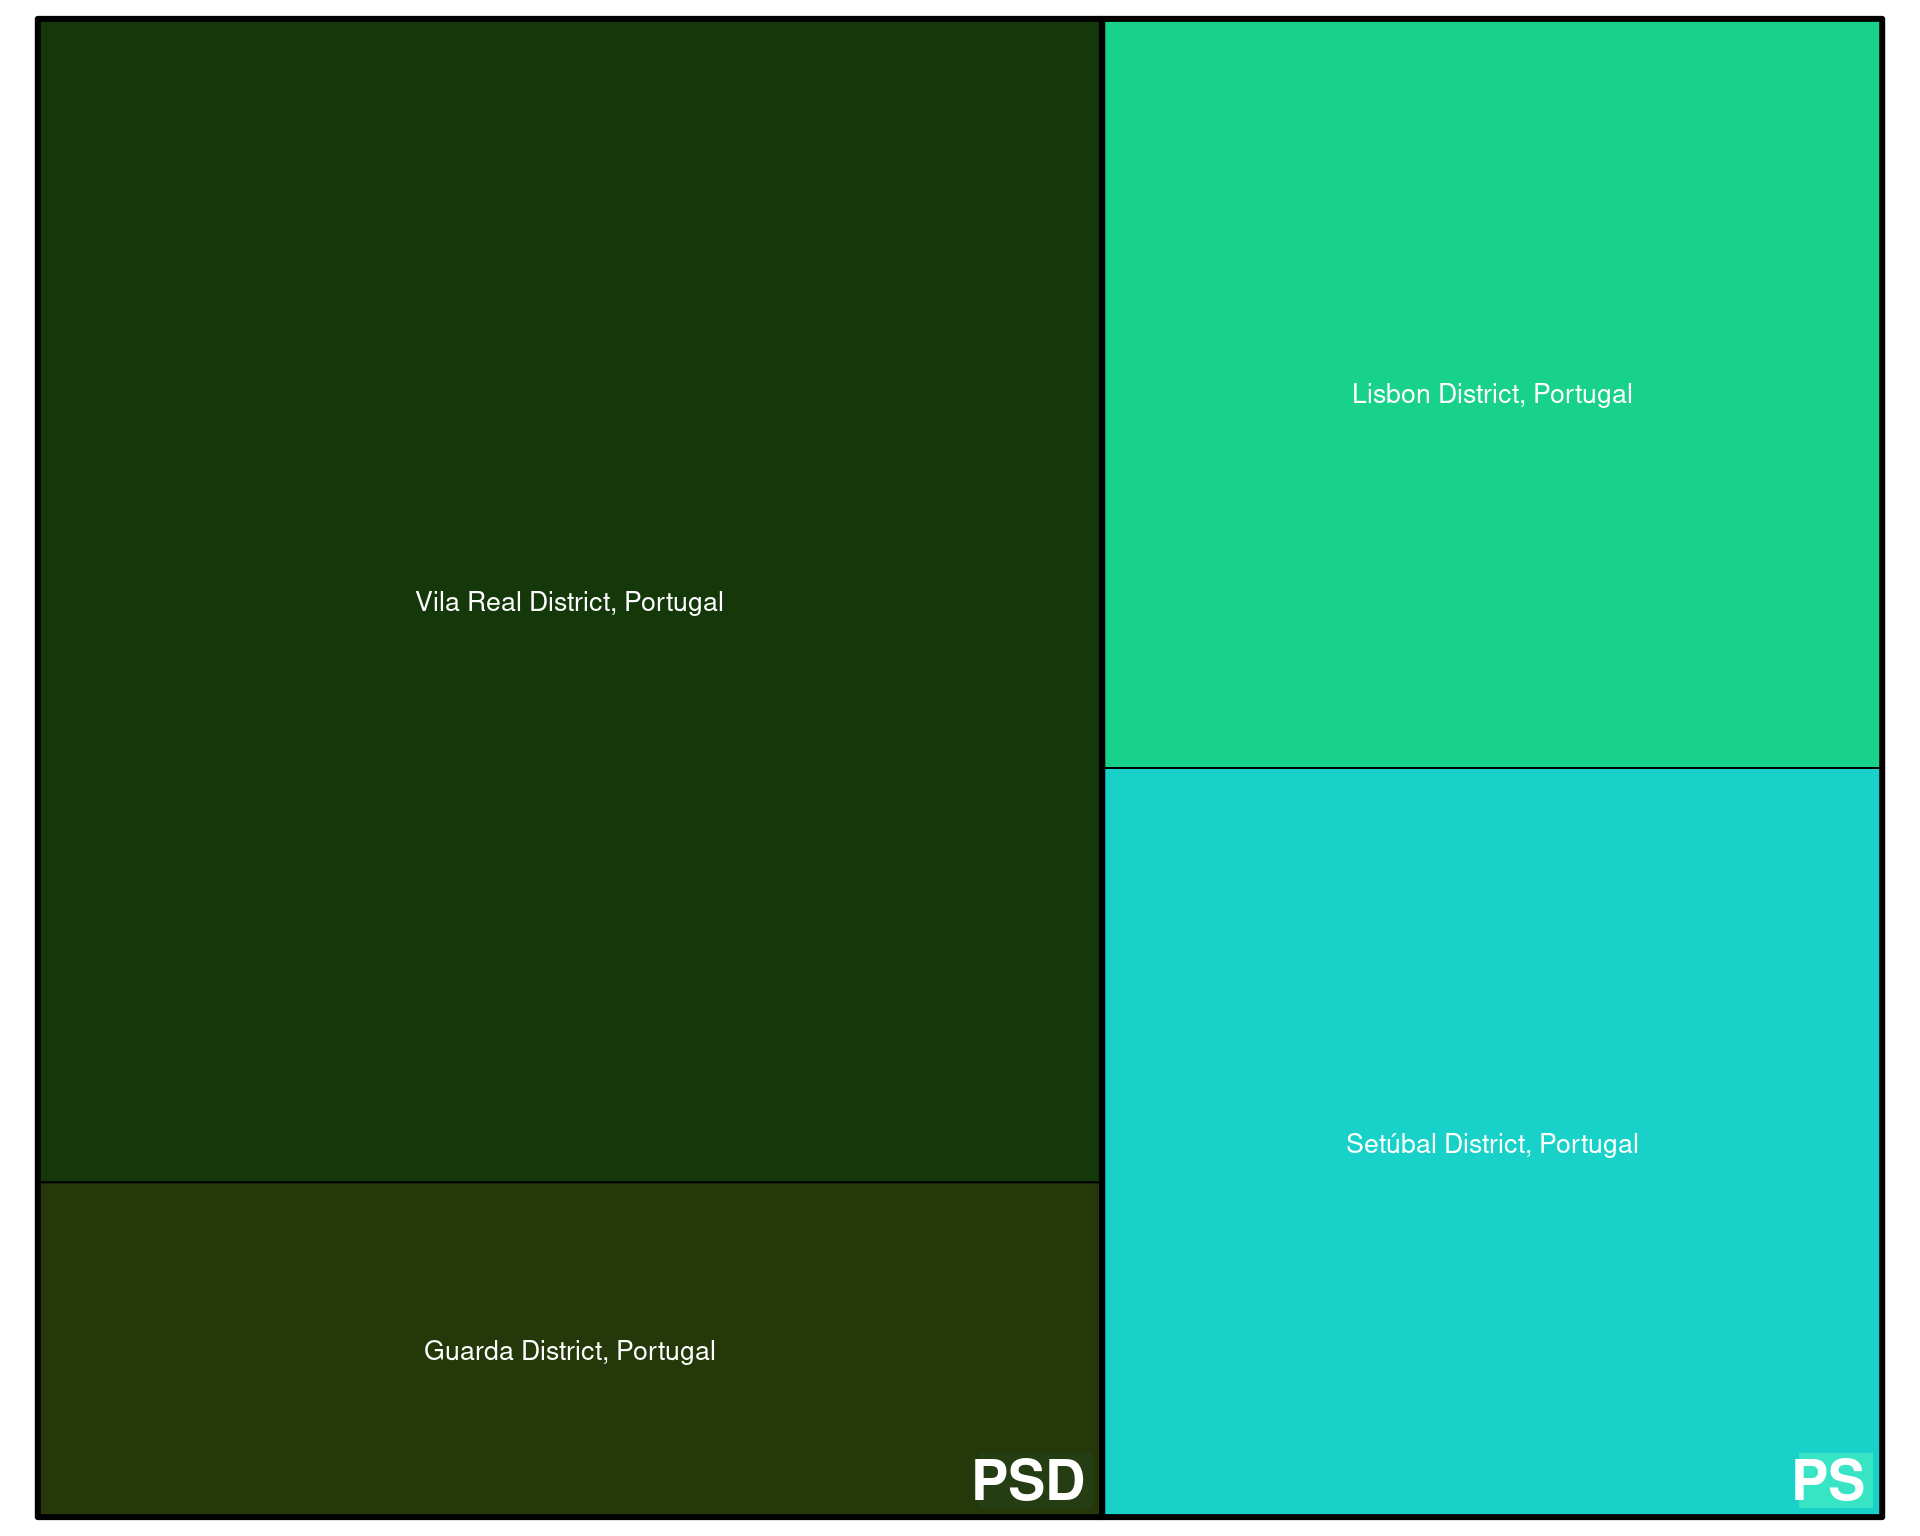 Vila Real District, Portugal
Guarda District, Portugal
PSD
Lisbon District, Portugal
Setúbal District, Portugal
PS